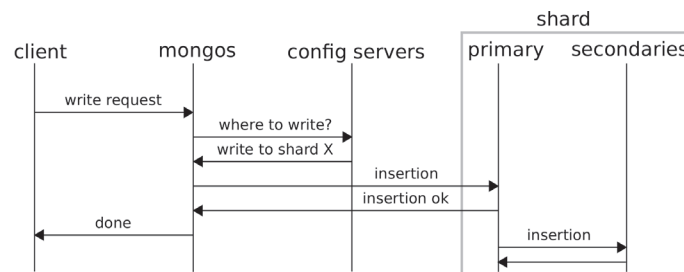 shard
client mongos config servers primary secondaries
write request
where to write?
write to shard X
insertion
insertion ok
done
insertion